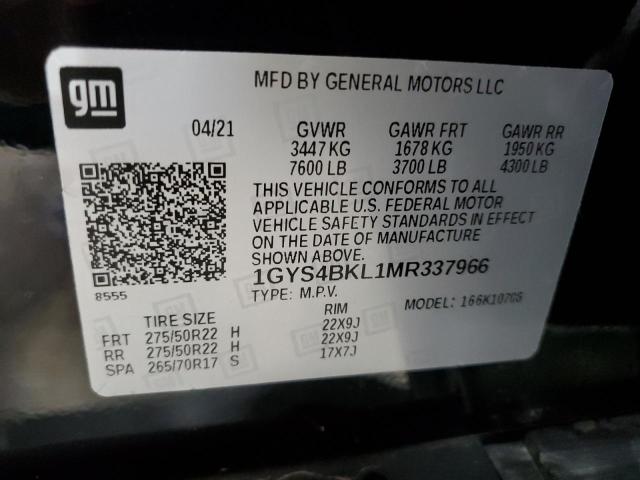 gm
MFD BY GENERAL MOTORS LLC
04/21 GVWR GAWR FRT GAWR RR
3447 KG 1678 KG 1950 KG
7600 LB 3700 LB 4300 LB
THIS VEHICLE CONFORMS TO ALL
APPLICABLE U.S. FEDERAL MOTOR
VEHICLE SAFETY STANDARDS IN EFFECT
ON THE DATE OF MANUFACTURE
SHOWN ABOVE.
1GYS4BKL1MR337966
8555
TYPE: M.P.V. MODEL:
TIRE SIZE RIM
FRT 275/50R22 H 22X9J
RR 275/50R22 H 22X9J
SPA 265/70R17 S 17X7J